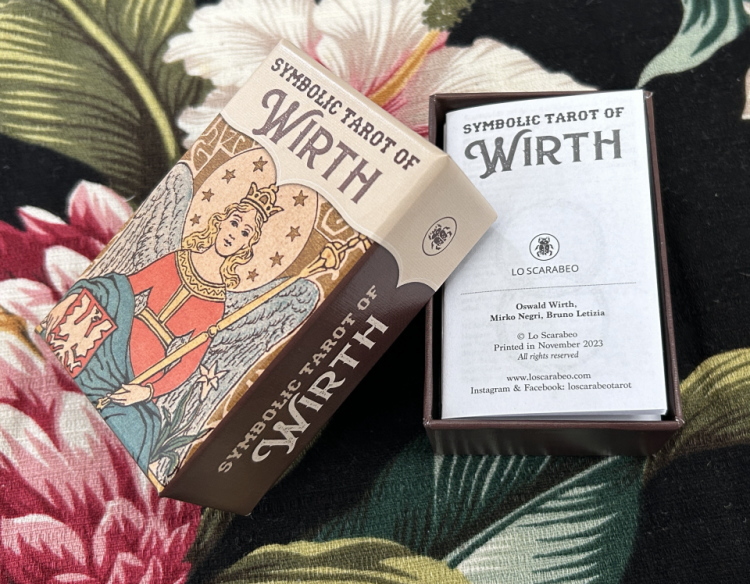 SYMBOLIC TAROT OF
WIRTH
SYMBOLIC TAROT OF
WIRTH
SYMBOLIC TAROT OF
WIRTH
LO SCARABEO
Oswald Wirth,
Mirko Negri, Bruno Letizia
© Lo Scarabeo
Printed in November 2023
All rights reserved
www.loscarabeo.com
Instagram & Facebook: loscarabeotarot